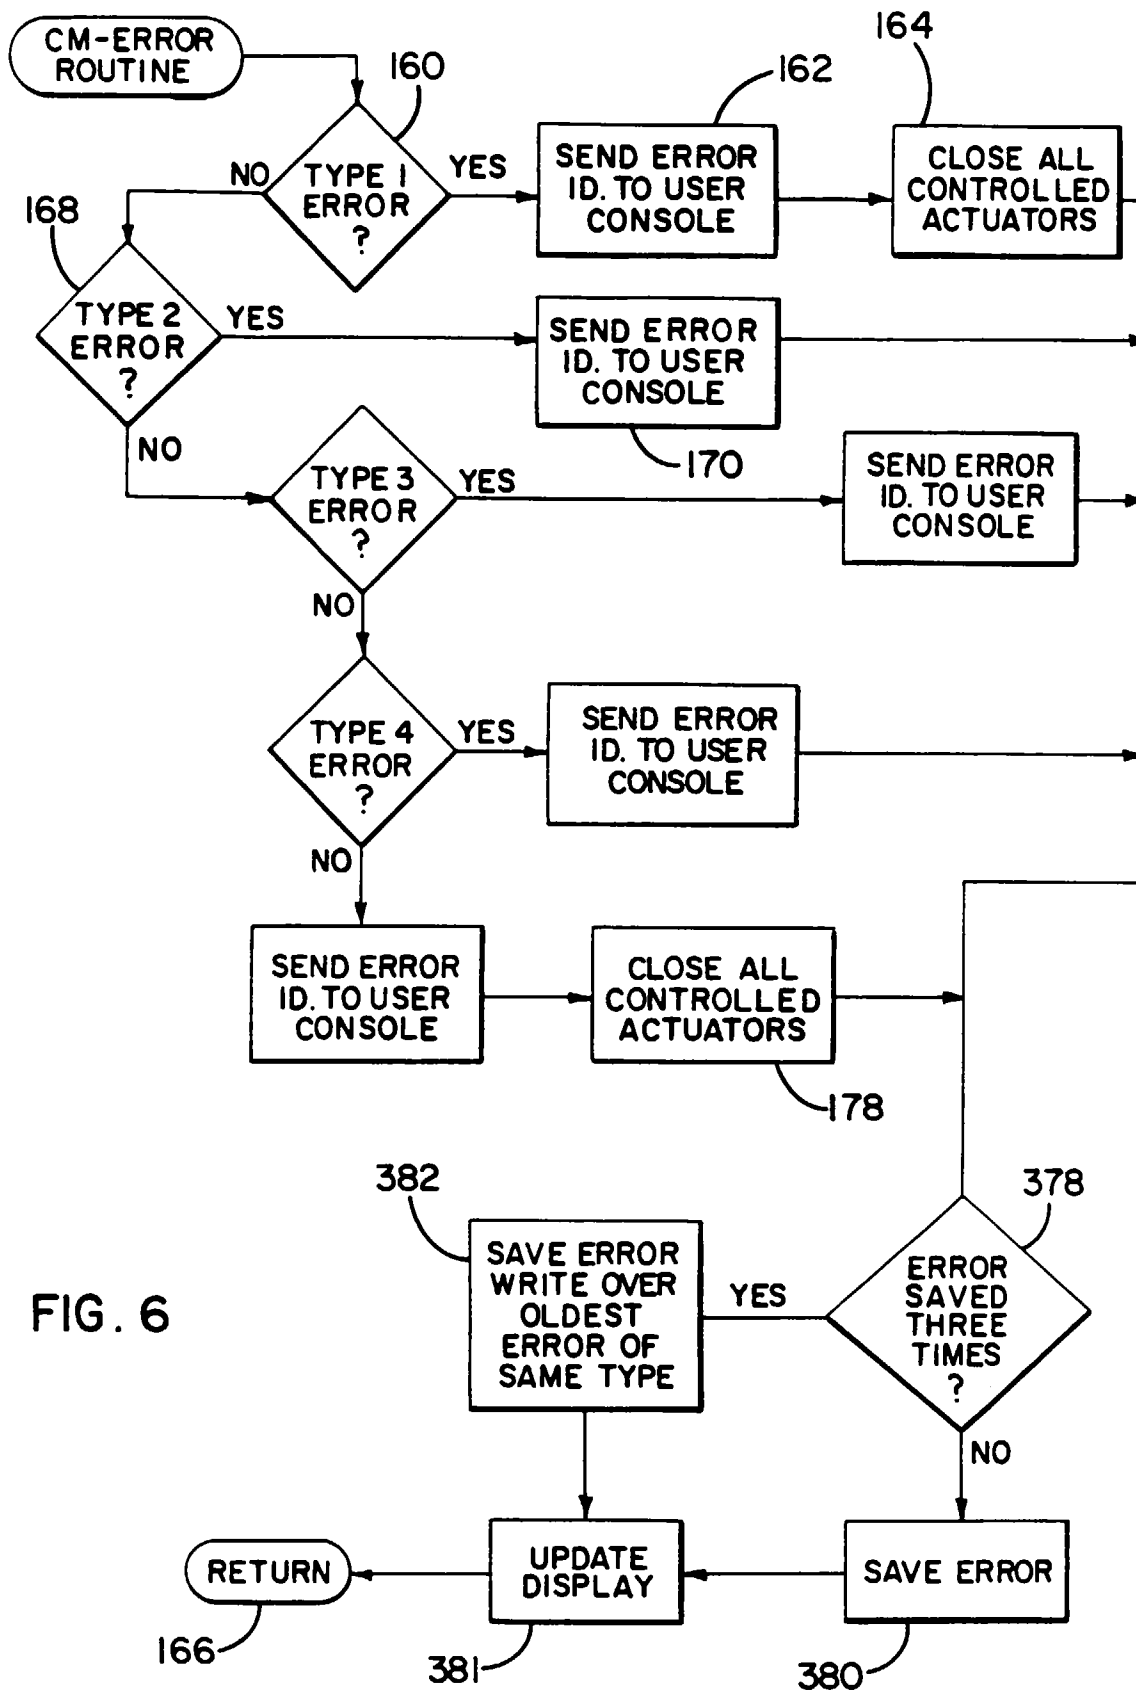 CM-ERROR
ROUTINE
160
162
164
TYPE 1
ERROR
?
NO
YES
SEND ERROR
ID. TO USER
CONSOLE
CLOSE ALL
CONTROLLED
ACTUATORS
168
TYPE 2
ERROR
?
YES
NO
SEND ERROR
ID. TO USER
CONSOLE
170
TYPE 3
ERROR
?
YES
NO
SEND ERROR
ID. TO USER
CONSOLE
TYPE 4
ERROR
?
YES
NO
SEND ERROR
ID. TO USER
CONSOLE
SEND ERROR
ID. TO USER
CONSOLE
CLOSE ALL
CONTROLLED
ACTUATORS
178
382
378
SAVE ERROR
WRITE OVER
OLDEST
ERROR OF
SAME TYPE
YES
ERROR
SAVED
THREE
TIMES
?
NO
FIG. 6
RETURN
UPDATE
DISPLAY
SAVE ERROR
166
381
380